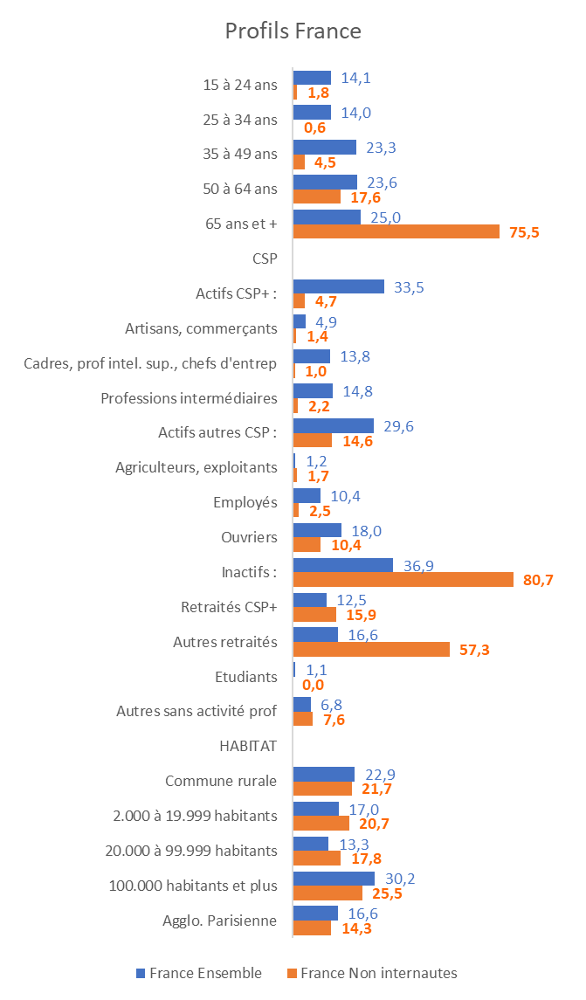 Profils France
15 à 24 ans 14,1
1,8
25 à 34 ans 14,0
0,6
35 à 49 ans 23,3
4,5
50 à 64 ans 23,6
17,6
65 ans et + 25,0
75,5
CSP
Actifs CSP+ : 33,5
4,7
Artisans, commerçants 4,9
1,4
Cadres, prof intel. sup., chefs d'entrep 13,8
1,0
Professions intermédiaires 14,8
2,2
Actifs autres CSP : 29,6
14,6
Agriculteurs, exploitants 1,2
1,7
Employés 10,4
2,5
Ouvriers 18,0
10,4
Inactifs : 36,9
80,7
Retraités CSP+ 12,5
15,9
Autres retraités 16,6
57,3
Etudiants 1,1
0,0
Autres sans activité prof 6,8
7,6
HABITAT
Commune rurale 22,9
21,7
2.000 à 19.999 habitants 17,0
20,7
20.000 à 99.999 habitants 13,3
17,8
100.000 habitants et plus 30,2
25,5
Agglo. Parisienne 16,6
14,3
France Ensemble France Non internautes